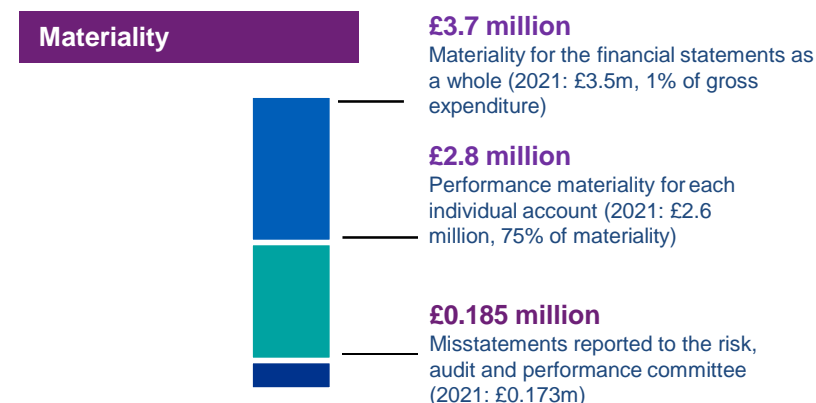 Materiality
£3.7 million
Materiality for the financial statements as
a whole (2021: £3.5m, 1% of gross
expenditure)
£2.8 million
Performance materiality for each
individual account (2021: £2.6
million, 75% of materiality)
£0.185 million
Misstatements reported to the risk,
audit and performance committee
(2021: £0.173m)